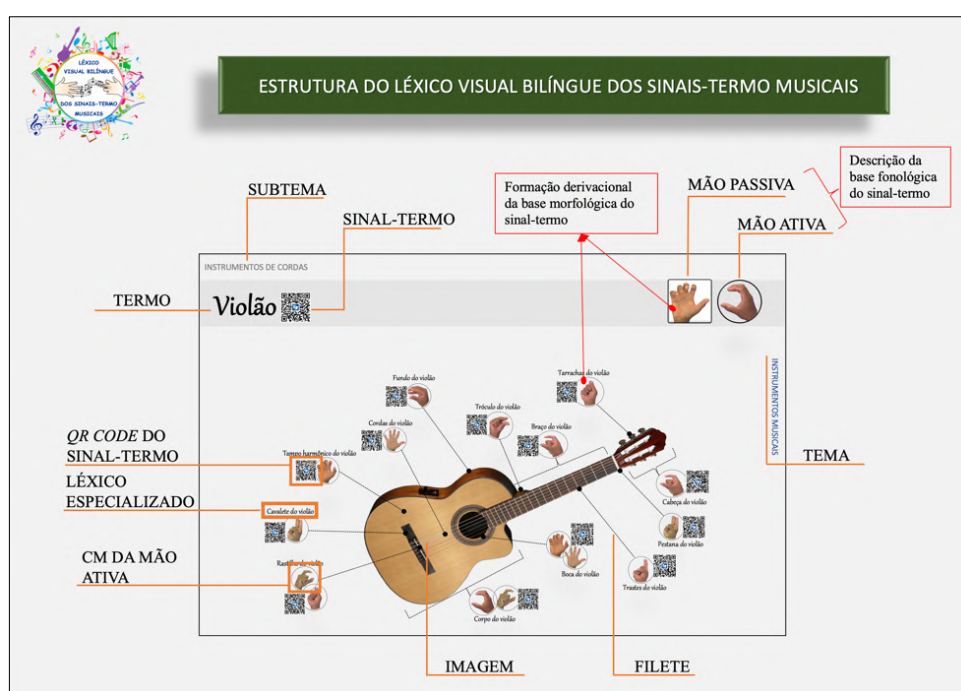 LÉXICO
VISUAL BILÍNGUE
DOS SINAIS-TERMO
MUSICAIS
ESTRUTURA DO LÉXICO VISUAL BILÍNGUE DOS SINAIS-TERMO MUSICAIS
SUBTEMA
SINAL-TERMO
Formação derivacional
da base morfológica do
sinal-termo
MÃO PASSIVA
MÃO ATIVA
Descrição da
base fonológica
do sinal-termo
INSTRUMENTOS DE CORDAS
TERMO
Violão
INSTRUMENTOS MUSICAIS
TEMA
Fundo do violão
Tarrachas do violão
Cordas do violão
Tróculo do violão
Braço do violão
Tampo harmônico do violão
QR CODE DO
SINAL-TERMO
LÉXICO
ESPECIALIZADO
Cavalete do violão
Cabeça do violão
Pestana do violão
CM DA MÃO
ATIVA
do violão
Boca do violão
Trastes do violão
Corpo do violão
IMAGEM
FILETE